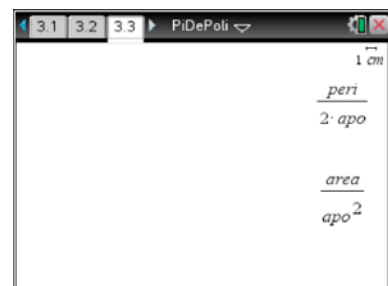 3.1 3.2 3.3 PiDePoli
1 cm
peri
2· apo
area
apo²